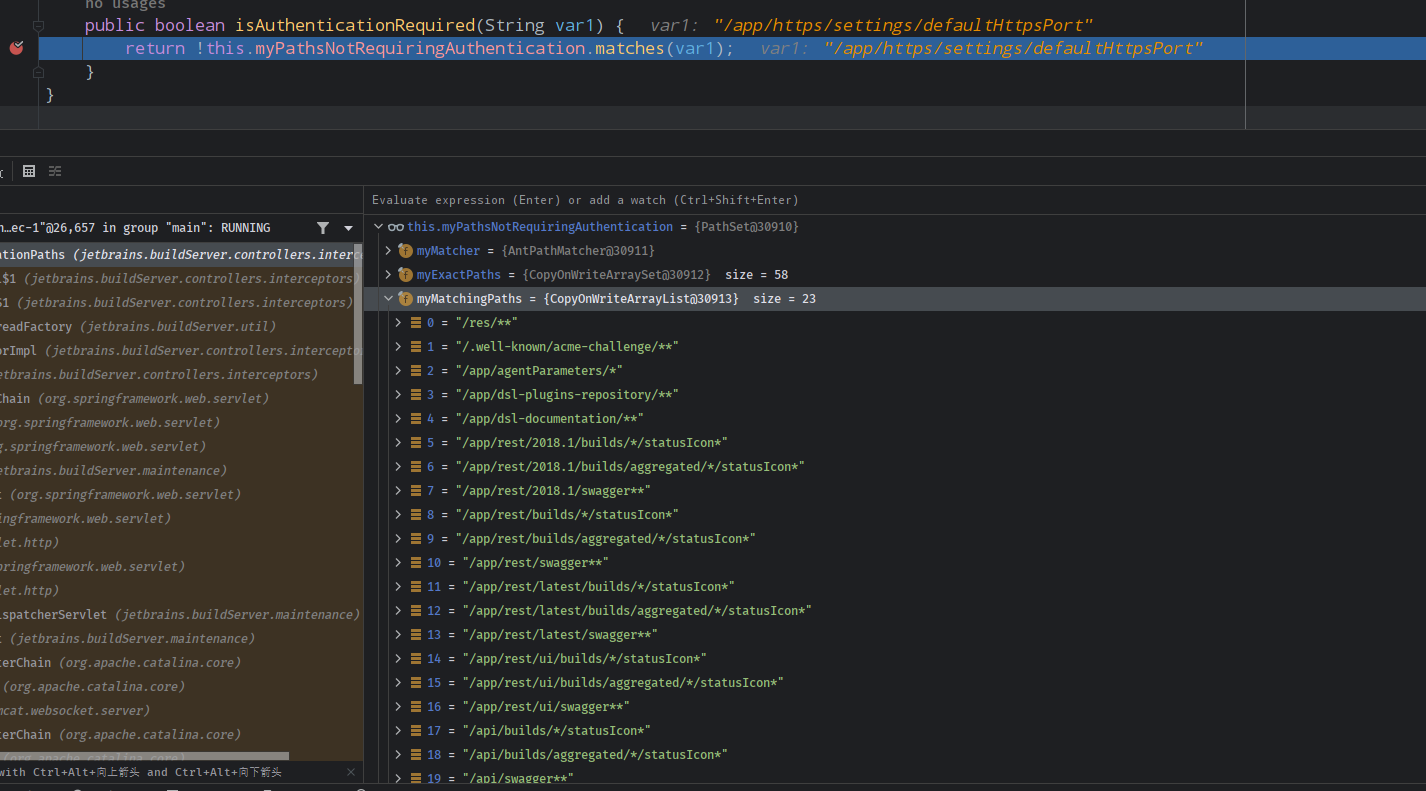 no usages
public boolean isAuthenticationRequired(String var1) { var1: "/app/https/settings/defaultHttpsPort"
return !this.myPathsNotRequiringAuthentication.matches(var1); var1: "/app/https/settings/defaultHttpsPort"
}
}
Evaluate expression (Enter) or add a watch (Ctrl+Shift+Enter)
n…ec-1"@26,657 in group "main": RUNNING
ationPaths (jetbrains.buildServer.controllers.interce
l$1 (jetbrains.buildServer.controllers.interceptors)
$1 (jetbrains.buildServer.controllers.interceptors)
readFactory (jetbrains.buildServer.util)
orImpl (jetbrains.buildServer.controllers.intercepto
etbrains.buildServer.controllers.interceptors)
Chain (org.springframework.web.servlet)
org.springframework.web.servlet)
g.springframework.web.servlet)
etbrains.buildServer.maintenance)
t (org.springframework.web.servlet)
ingframework.web.servlet)
let.http)
pringframework.web.servlet)
let.http)
ispatcherServlet (jetbrains.buildServer.maintenance)
t (jetbrains.buildServer.maintenance)
terChain (org.apache.catalina.core)
(org.apache.catalina.core)
mcat.websocket.server)
terChain (org.apache.catalina.core)
(org.apache.catalina.core)
with Ctrl+Alt+向上箭头 and Ctrl+Alt+向下箭头
this.myPathsNotRequiringAuthentication = {PathSet@30910}
myMatcher = {AntPathMatcher@30911}
myExactPaths = {CopyOnWriteArraySet@30912} size = 58
myMatchingPaths = {CopyOnWriteArrayList@30913} size = 23
0 = "/res/**"
1 = "/.well-known/acme-challenge/**"
2 = "/app/agentParameters/*"
3 = "/app/dsl-plugins-repository/**"
4 = "/app/dsl-documentation/**"
5 = "/app/rest/2018.1/builds/*/statusIcon*"
6 = "/app/rest/2018.1/builds/aggregated/*/statusIcon*"
7 = "/app/rest/2018.1/swagger**"
8 = "/app/rest/builds/*/statusIcon*"
9 = "/app/rest/builds/aggregated/*/statusIcon*"
10 = "/app/rest/swagger**"
11 = "/app/rest/latest/builds/*/statusIcon*"
12 = "/app/rest/latest/builds/aggregated/*/statusIcon*"
13 = "/app/rest/latest/swagger**"
14 = "/app/rest/ui/builds/*/statusIcon*"
15 = "/app/rest/ui/builds/aggregated/*/statusIcon*"
16 = "/app/rest/ui/swagger**"
17 = "/api/builds/*/statusIcon*"
18 = "/api/builds/aggregated/*/statusIcon*"
19 = "/api/swagger**"